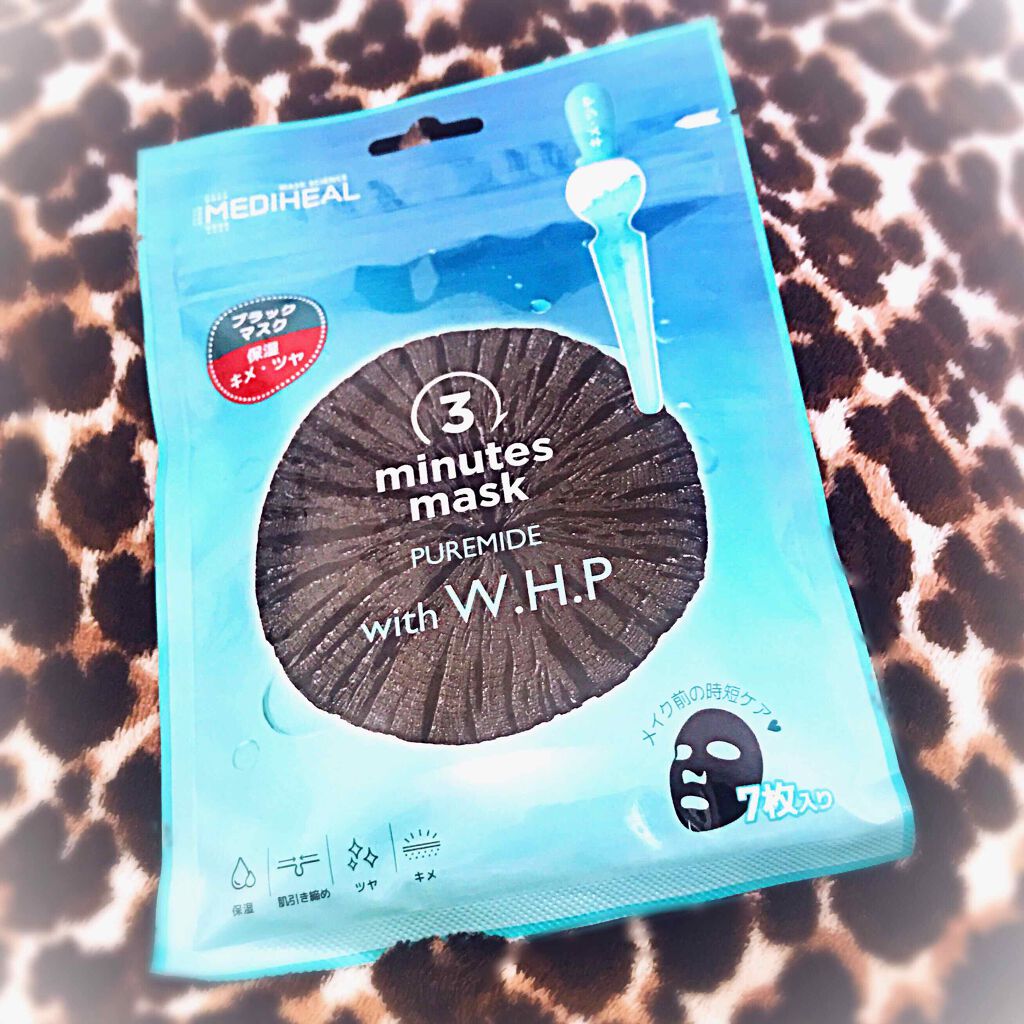 MASK SCIENCE
MEDIHEAL
ブラック
マスク
保湿
キメ・ツヤ
3
minutes
mask
PUREMIDE
with W.H.P
メイク前の時短ケア♥
7枚入り
保湿
肌引き締め
ツヤ
キメ